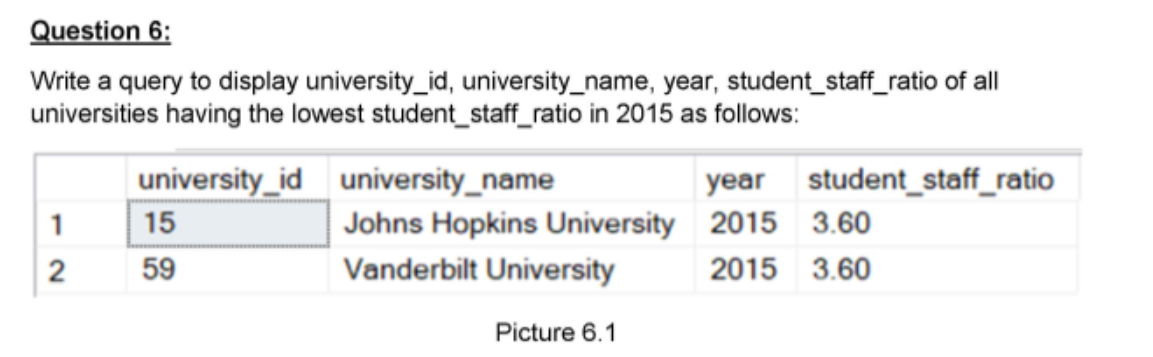 Question 6:
Write a query to display university_id, university_name, year, student_staff_ratio of all
universities having the lowest student_staff_ratio in 2015 as follows:
university_id university_name year student_staff_ratio
1 15 Johns Hopkins University 2015 3.60
2 59 Vanderbilt University 2015 3.60
Picture 6.1